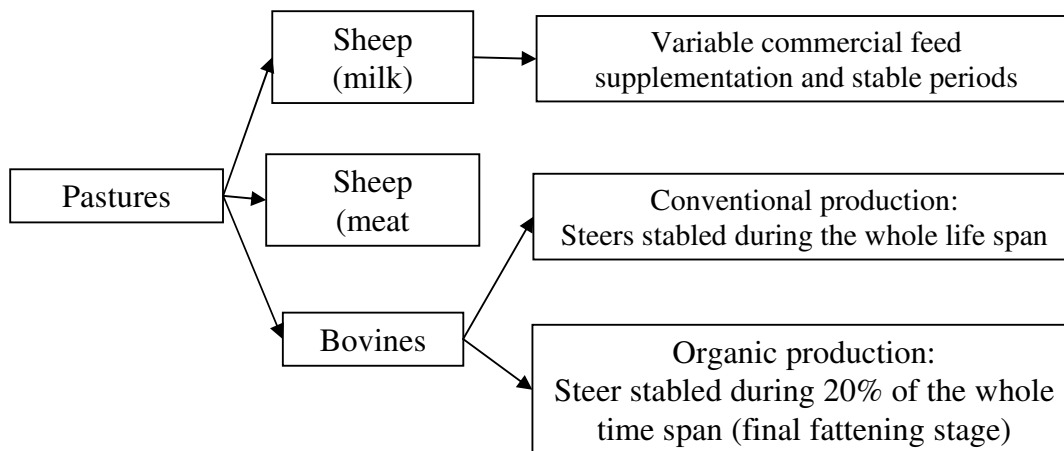 Sheep
(milk)
Variable commercial feed
supplementation and stable periods
Pastures
Sheep
(meat
Conventional production:
Steers stabled during the whole life span
Bovines
Organic production:
Steer stabled during 20% of the whole
time span (final fattening stage)